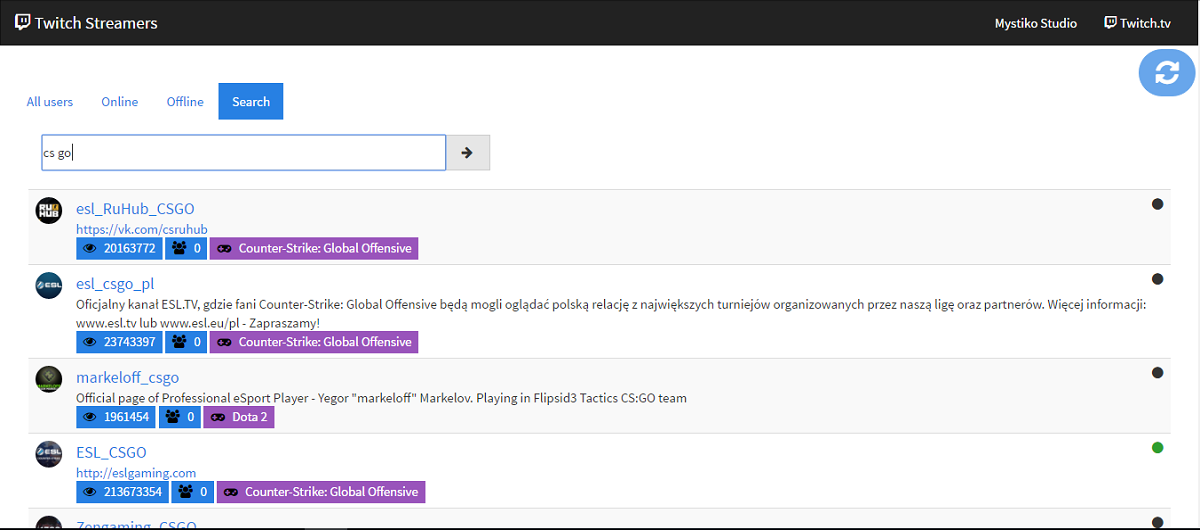 Twitch Streamers
Mystiko Studio
Twitch.tv
All users
Online
Offline
Search
cs go
RU HUB
esl_RuHub_CSGO
https://vk.com/csruhub
20163772
0
Counter-Strike: Global Offensive
ESL
esl_csgo_pl
Oficjalny kanał ESL.TV, gdzie fani Counter-Strike: Global Offensive będą mogli oglądać polską relację z największych turniejów organizowanych przez naszą ligę oraz partnerów. Więcej informacji:
www.esl.tv lub www.esl.eu/pl - Zapraszamy!
23743397
0
Counter-Strike: Global Offensive
markeloff_csgo
Official page of Professional eSport Player - Yegor "markeloff" Markelov. Playing in Flipsid3 Tactics CS:GO team
1961454
0
Dota 2
ESL
ESL_CSGO
http://eslgaming.com
213673354
0
Counter-Strike: Global Offensive
Zengaming_CSGO